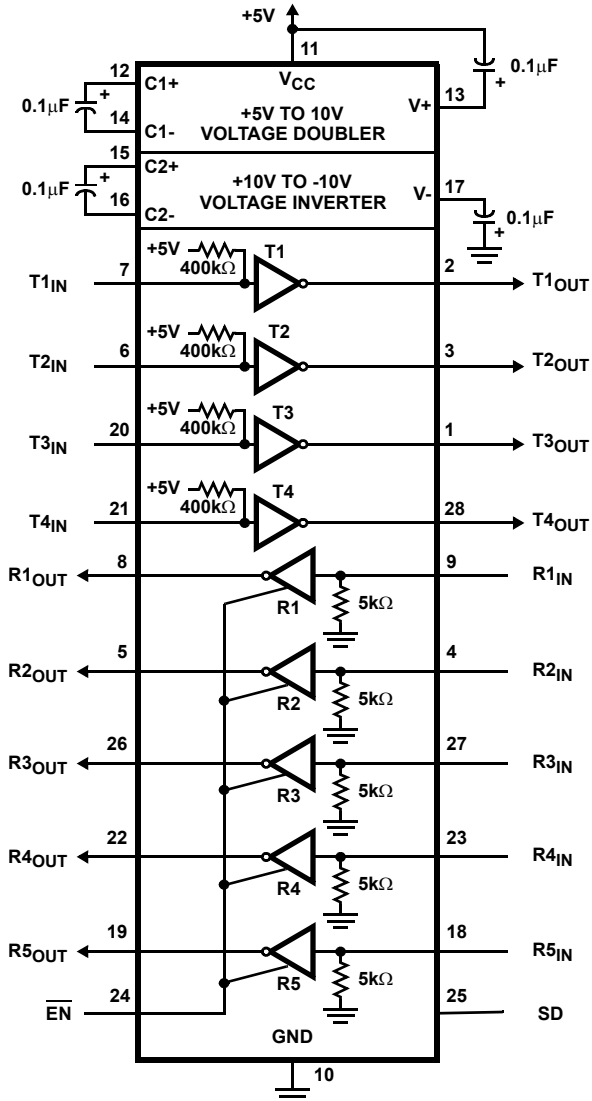 +5V
11
VCC
12 C1+
0.1μF +
14 C1-
+5V TO 10V
VOLTAGE DOUBLER
V+ 13
+ 0.1μF
15 C2+
0.1μF +
16 C2-
+10V TO -10V
VOLTAGE INVERTER
V- 17
0.1μF
+
+5V 400kΩ T1
T1IN 7 2 T1OUT
+5V 400kΩ T2
T2IN 6 3 T2OUT
+5V 400kΩ T3
T3IN 20 1 T3OUT
+5V 400kΩ T4
T4IN 21 28 T4OUT
R1OUT 8 9 R1IN
R1 5kΩ
R2OUT 5 4 R2IN
R2 5kΩ
R3OUT 26 27 R3IN
R3 5kΩ
R4OUT 22 23 R4IN
R4 5kΩ
R5OUT 19 18 R5IN
R5 5kΩ
E̅N̅ 24 25 SD
GND
10